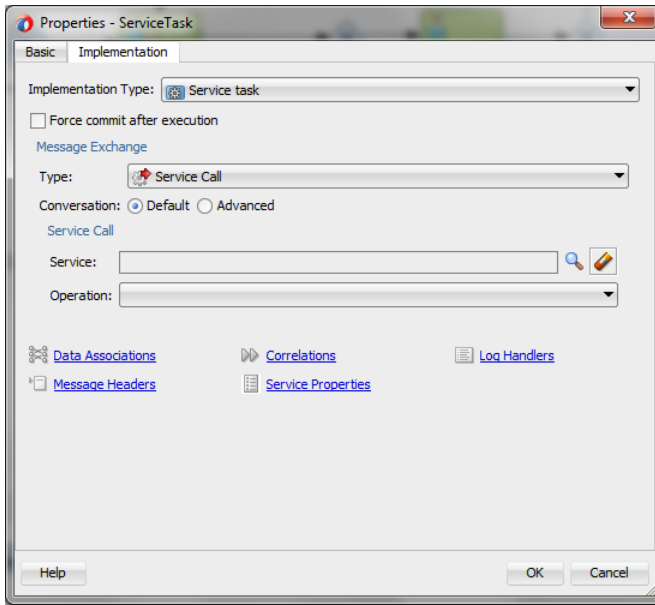 Properties - ServiceTask
Basic Implementation
Implementation Type: Service task
Force commit after execution
Message Exchange
Type: Service Call
Conversation: Default Advanced
Service Call
Service:
Operation:
Data Associations Correlations Log Handlers
Message Headers Service Properties
Help OK Cancel